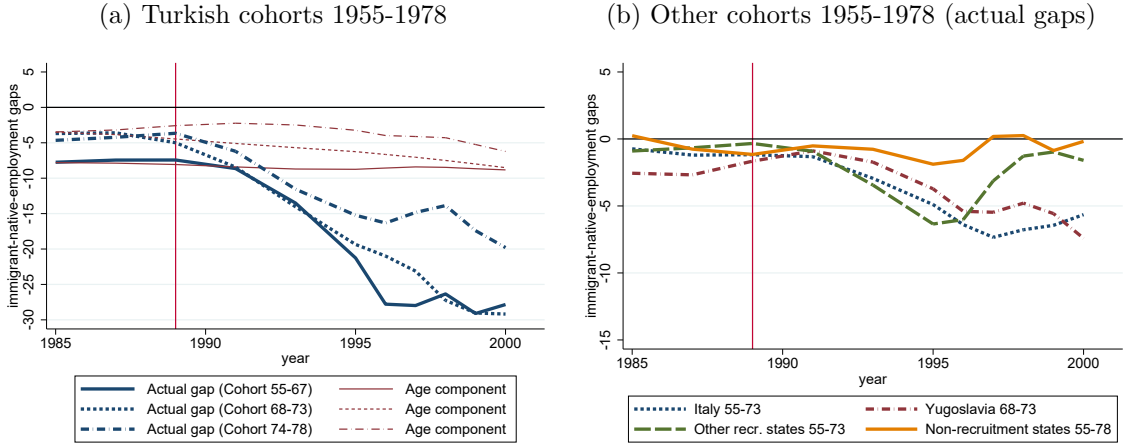 (a) Turkish cohorts 1955-1978
immigrant-native-employment gaps
5
0
-5
-10
-15
-20
-25
-30
1985
1990
1995
2000
year
Actual gap (Cohort 55-67)
Age component
Actual gap (Cohort 68-73)
Age component
Actual gap (Cohort 74-78)
Age component
(b) Other cohorts 1955-1978 (actual gaps)
immigrant-native-employment gaps
5
0
-5
-10
-15
1985
1990
1995
2000
year
Italy 55-73
Yugoslavia 68-73
Other recr. states 55-73
Non-recruitment states 55-78